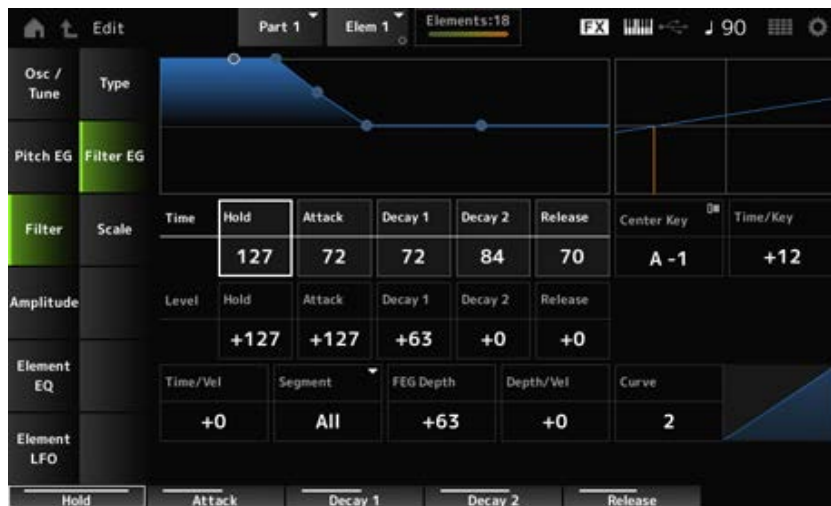 Edit Part 1 Elem 1 Elements:18 FX ♩ 90
Osc /
Tune
Type
Pitch EG
Filter EG
Filter
Scale
Amplitude
Element
EQ
Element
LFO
Time Hold Attack Decay 1 Decay 2 Release Center Key Time/Key
127 72 72 84 70 A -1 +12
Level Hold Attack Decay 1 Decay 2 Release
+127 +127 +63 +0 +0
Time/Vel Segment FEG Depth Depth/Vel Curve
+0 All +63 +0 2
Hold Attack Decay 1 Decay 2 Release